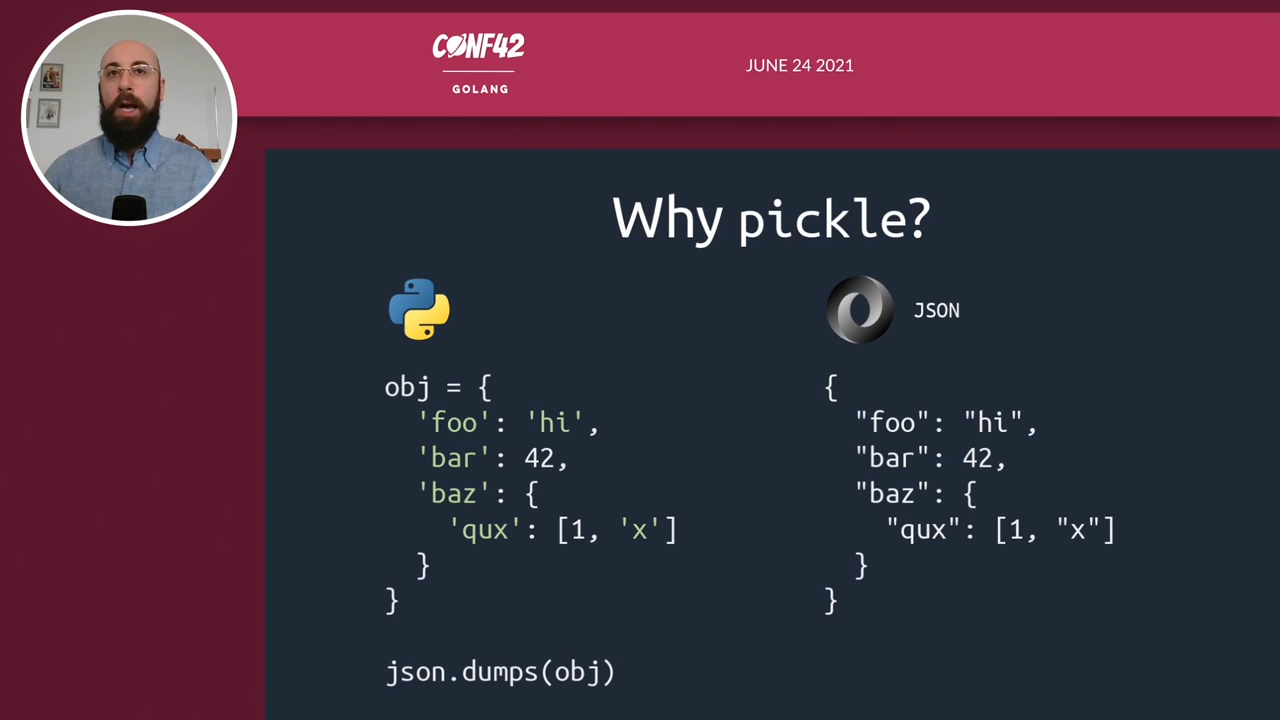 CONF42
GOLANG
JUNE 24 2021
Why pickle?
JSON
obj = {
  'foo': 'hi',
  'bar': 42,
  'baz': {
    'qux': [1, 'x']
  }
}
json.dumps(obj)
{
  "foo": "hi",
  "bar": 42,
  "baz": {
    "qux": [1, "x"]
  }
}